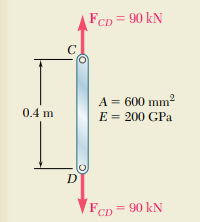 F_CD = 90 kN
C
A = 600 mm²
0.4 m
E = 200 GPa
D
F_CD = 90 kN